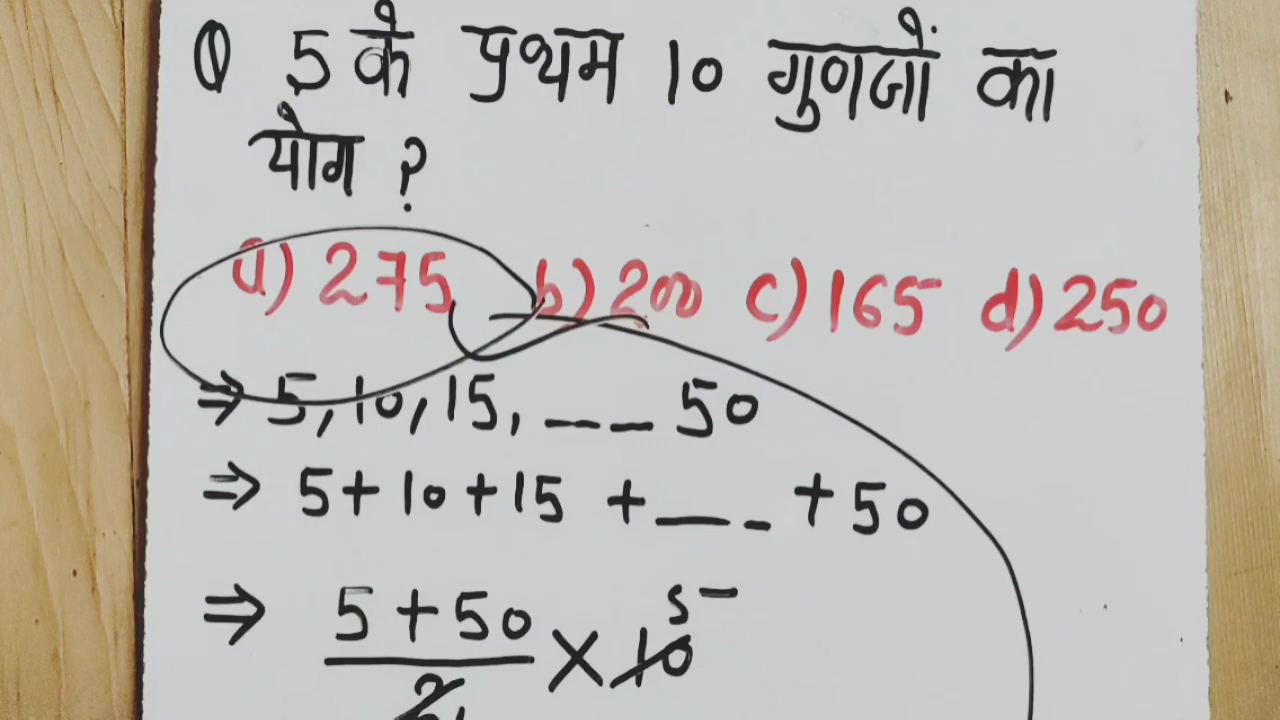 Q 5 के प्रथम 10 गुणजों का
योग ?
a) 275 b) 200 c) 165 d) 250
⇒ 5, 10, 15, _ _ _ 50
⇒ 5 + 10 + 15 + _ _ _ + 50
⇒ 5 + 50 / 2 × 10 5